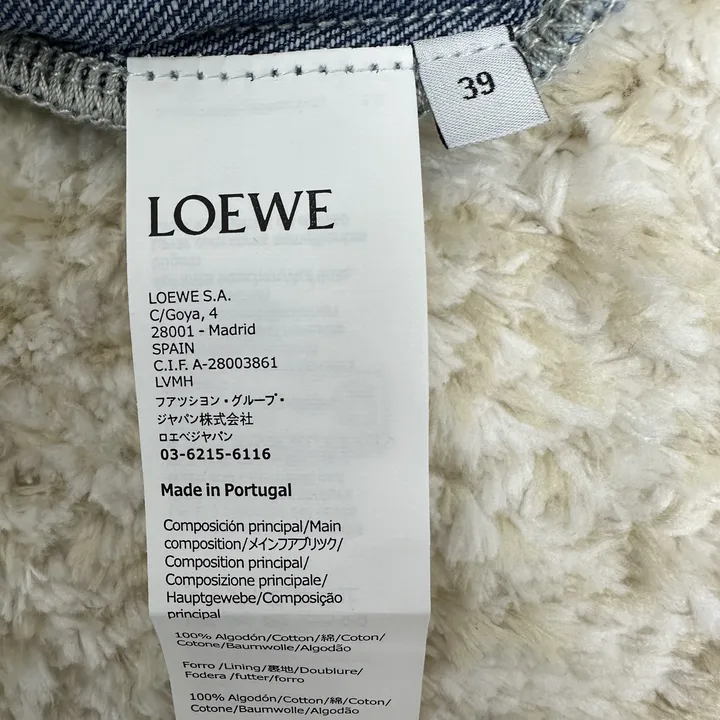 39
LOEWE
LOEWE S.A.
C/Goya, 4
28001 - Madrid
SPAIN
C.I.F. A-28003861
LVMH
ファツション・グループ・
ジャパン株式会社
ロエベジャパン
03-6215-6116
Made in Portugal
Composición principal/Main
composition/メインファブリック/
Composition principal/
Composizione principale/
Hauptgewebe/Composição
principal
100% Algodón/Cotton/綿/Coton/
Cotone/Baumwolle/Algodão
Forro /Lining/裏地/Doublure/
Fodera /futter/forro
100% Algodón/Cotton/綿/Coton/
Cotone/Baumwolle/Algodão